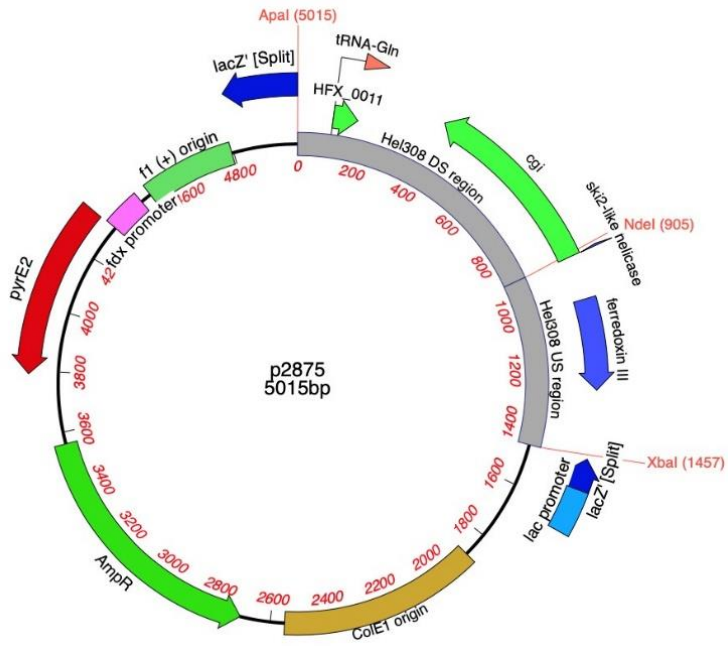 ApaI (5015)
lacZ' [Split]
tRNA-Gln
HFX_0011
Hel308 DS region
cgi
ski2-like helicase
NdeI (905)
ferredoxin III
Hel308 US region
XbaI (1457)
lacZ' [Split]
lac promoter
ColE1 origin
AmpR
pyrE2
fdx promoter
f1 (+) origin
0
200
400
600
800
1000
1200
1400
1600
1800
2000
2200
2400
2600
2800
3000
3200
3400
3600
3800
4000
42
600
4800
p2875
5015bp